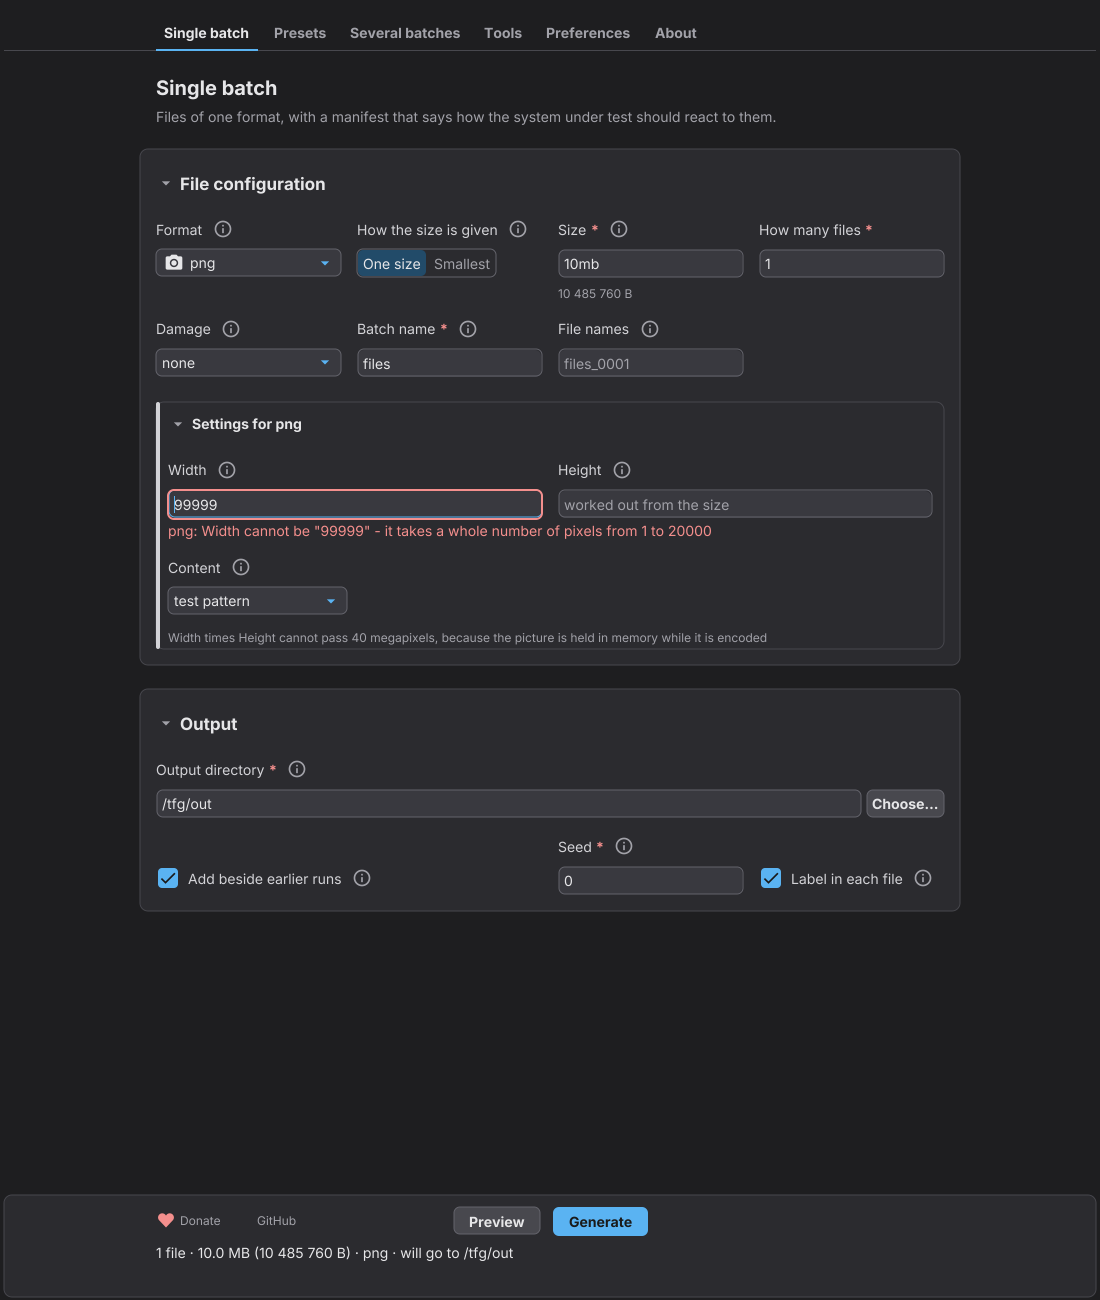 Single batch Presets Several batches Tools Preferences About
Single batch
Files of one format, with a manifest that says how the system under test should react to them.
File configuration
Format How the size is given Size * How many files *
png One size Smallest 10mb 1
10 485 760 B
Damage Batch name * File names
none files files_0001
Settings for png
Width Height
99999 worked out from the size
png: Width cannot be "99999" - it takes a whole number of pixels from 1 to 20000
Content
test pattern
Width times Height cannot pass 40 megapixels, because the picture is held in memory while it is encoded
Output
Output directory *
/tfg/out Choose...
Seed *
Add beside earlier runs 0 Label in each file
Donate GitHub Preview Generate
1 file · 10.0 MB (10 485 760 B) · png · will go to /tfg/out